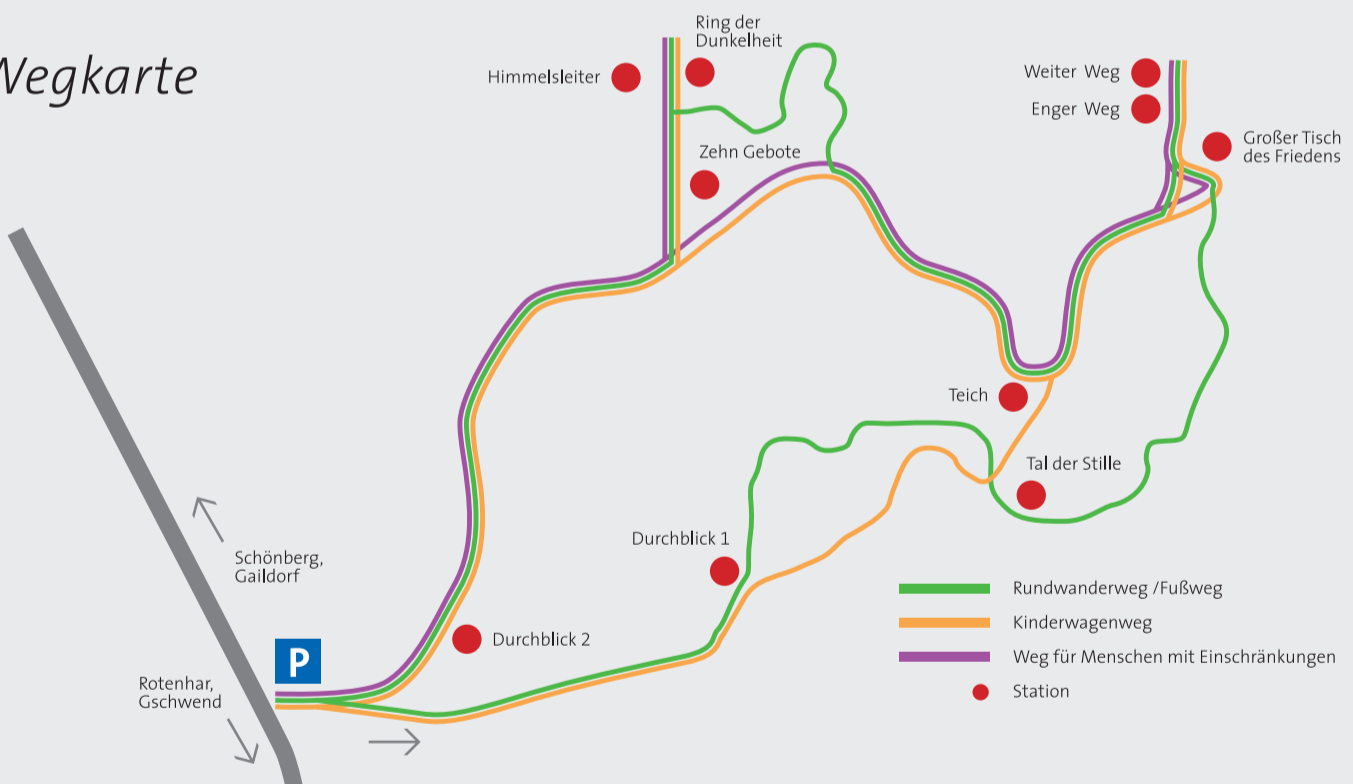 Wegkarte
Ring der
Dunkelheit
Himmelsleiter
Weiter Weg
Enger Weg
Großer Tisch
des Friedens
Zehn Gebote
Teich
Tal der Stille
Durchblick 1
Schönberg,
Gaildorf
Durchblick 2
P
Rotenhar,
Gschwend
Rundwanderweg /Fußweg
Kinderwagenweg
Weg für Menschen mit Einschränkungen
Station